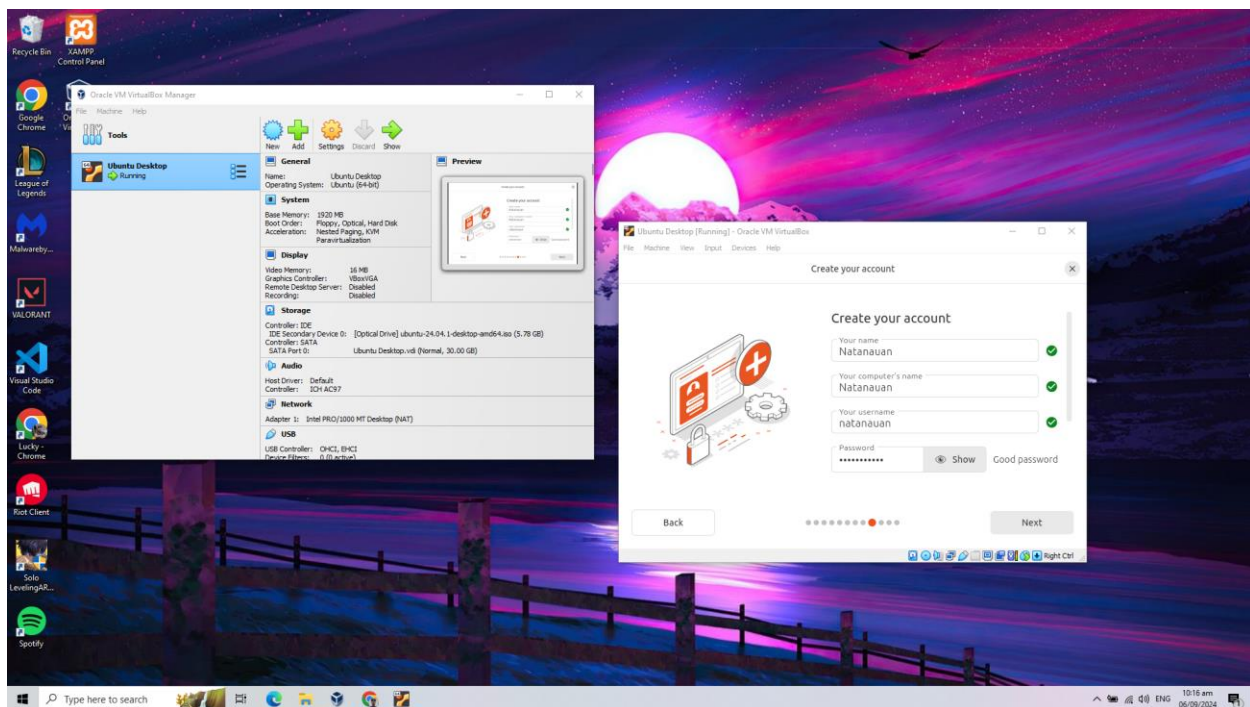 Recycle Bin
XAMPP
Control Panel
Google
Chrome
League of
Legends
Malwareby...
VALORANT
Visual Studio
Code
Lucky -
Chrome
Riot Client
Solo
LevelingAR...
Spotify
Oracle VM VirtualBox Manager
File Machine Help
Tools
New Add Settings Discard Show
Ubuntu Desktop
Running
General
Name: Ubuntu Desktop
Operating System: Ubuntu (64-bit)
System
Base Memory: 1920 MB
Boot Order: Floppy, Optical, Hard Disk
Acceleration: Nested Paging, KVM
Paravirtualization
Display
Video Memory: 16 MB
Graphics Controller: VBoxVGA
Remote Desktop Server: Disabled
Recording: Disabled
Storage
Controller: IDE
IDE Secondary Device 0: [Optical Drive] ubuntu-24.04.1-desktop-amd64.iso (5.78 GB)
Controller: SATA
SATA Port 0: Ubuntu Desktop.vdi (Normal, 30.00 GB)
Audio
Host Driver: Default
Controller: ICH AC97
Network
Adapter 1: Intel PRO/1000 MT Desktop (NAT)
USB
USB Controller: OHCI, EHCI
Device Filters: 0 (0 active)
Preview
Ubuntu Desktop [Running] - Oracle VM VirtualBox
File Machine View Input Devices Help
Create your account
Create your account
Your name
Natanauan
Your computer's name
Natanauan
Your username
natanauan
Password
••••••••••• Show Good password
Back Next
Right Ctrl
Type here to search
ENG
10:16 am
06/09/2024